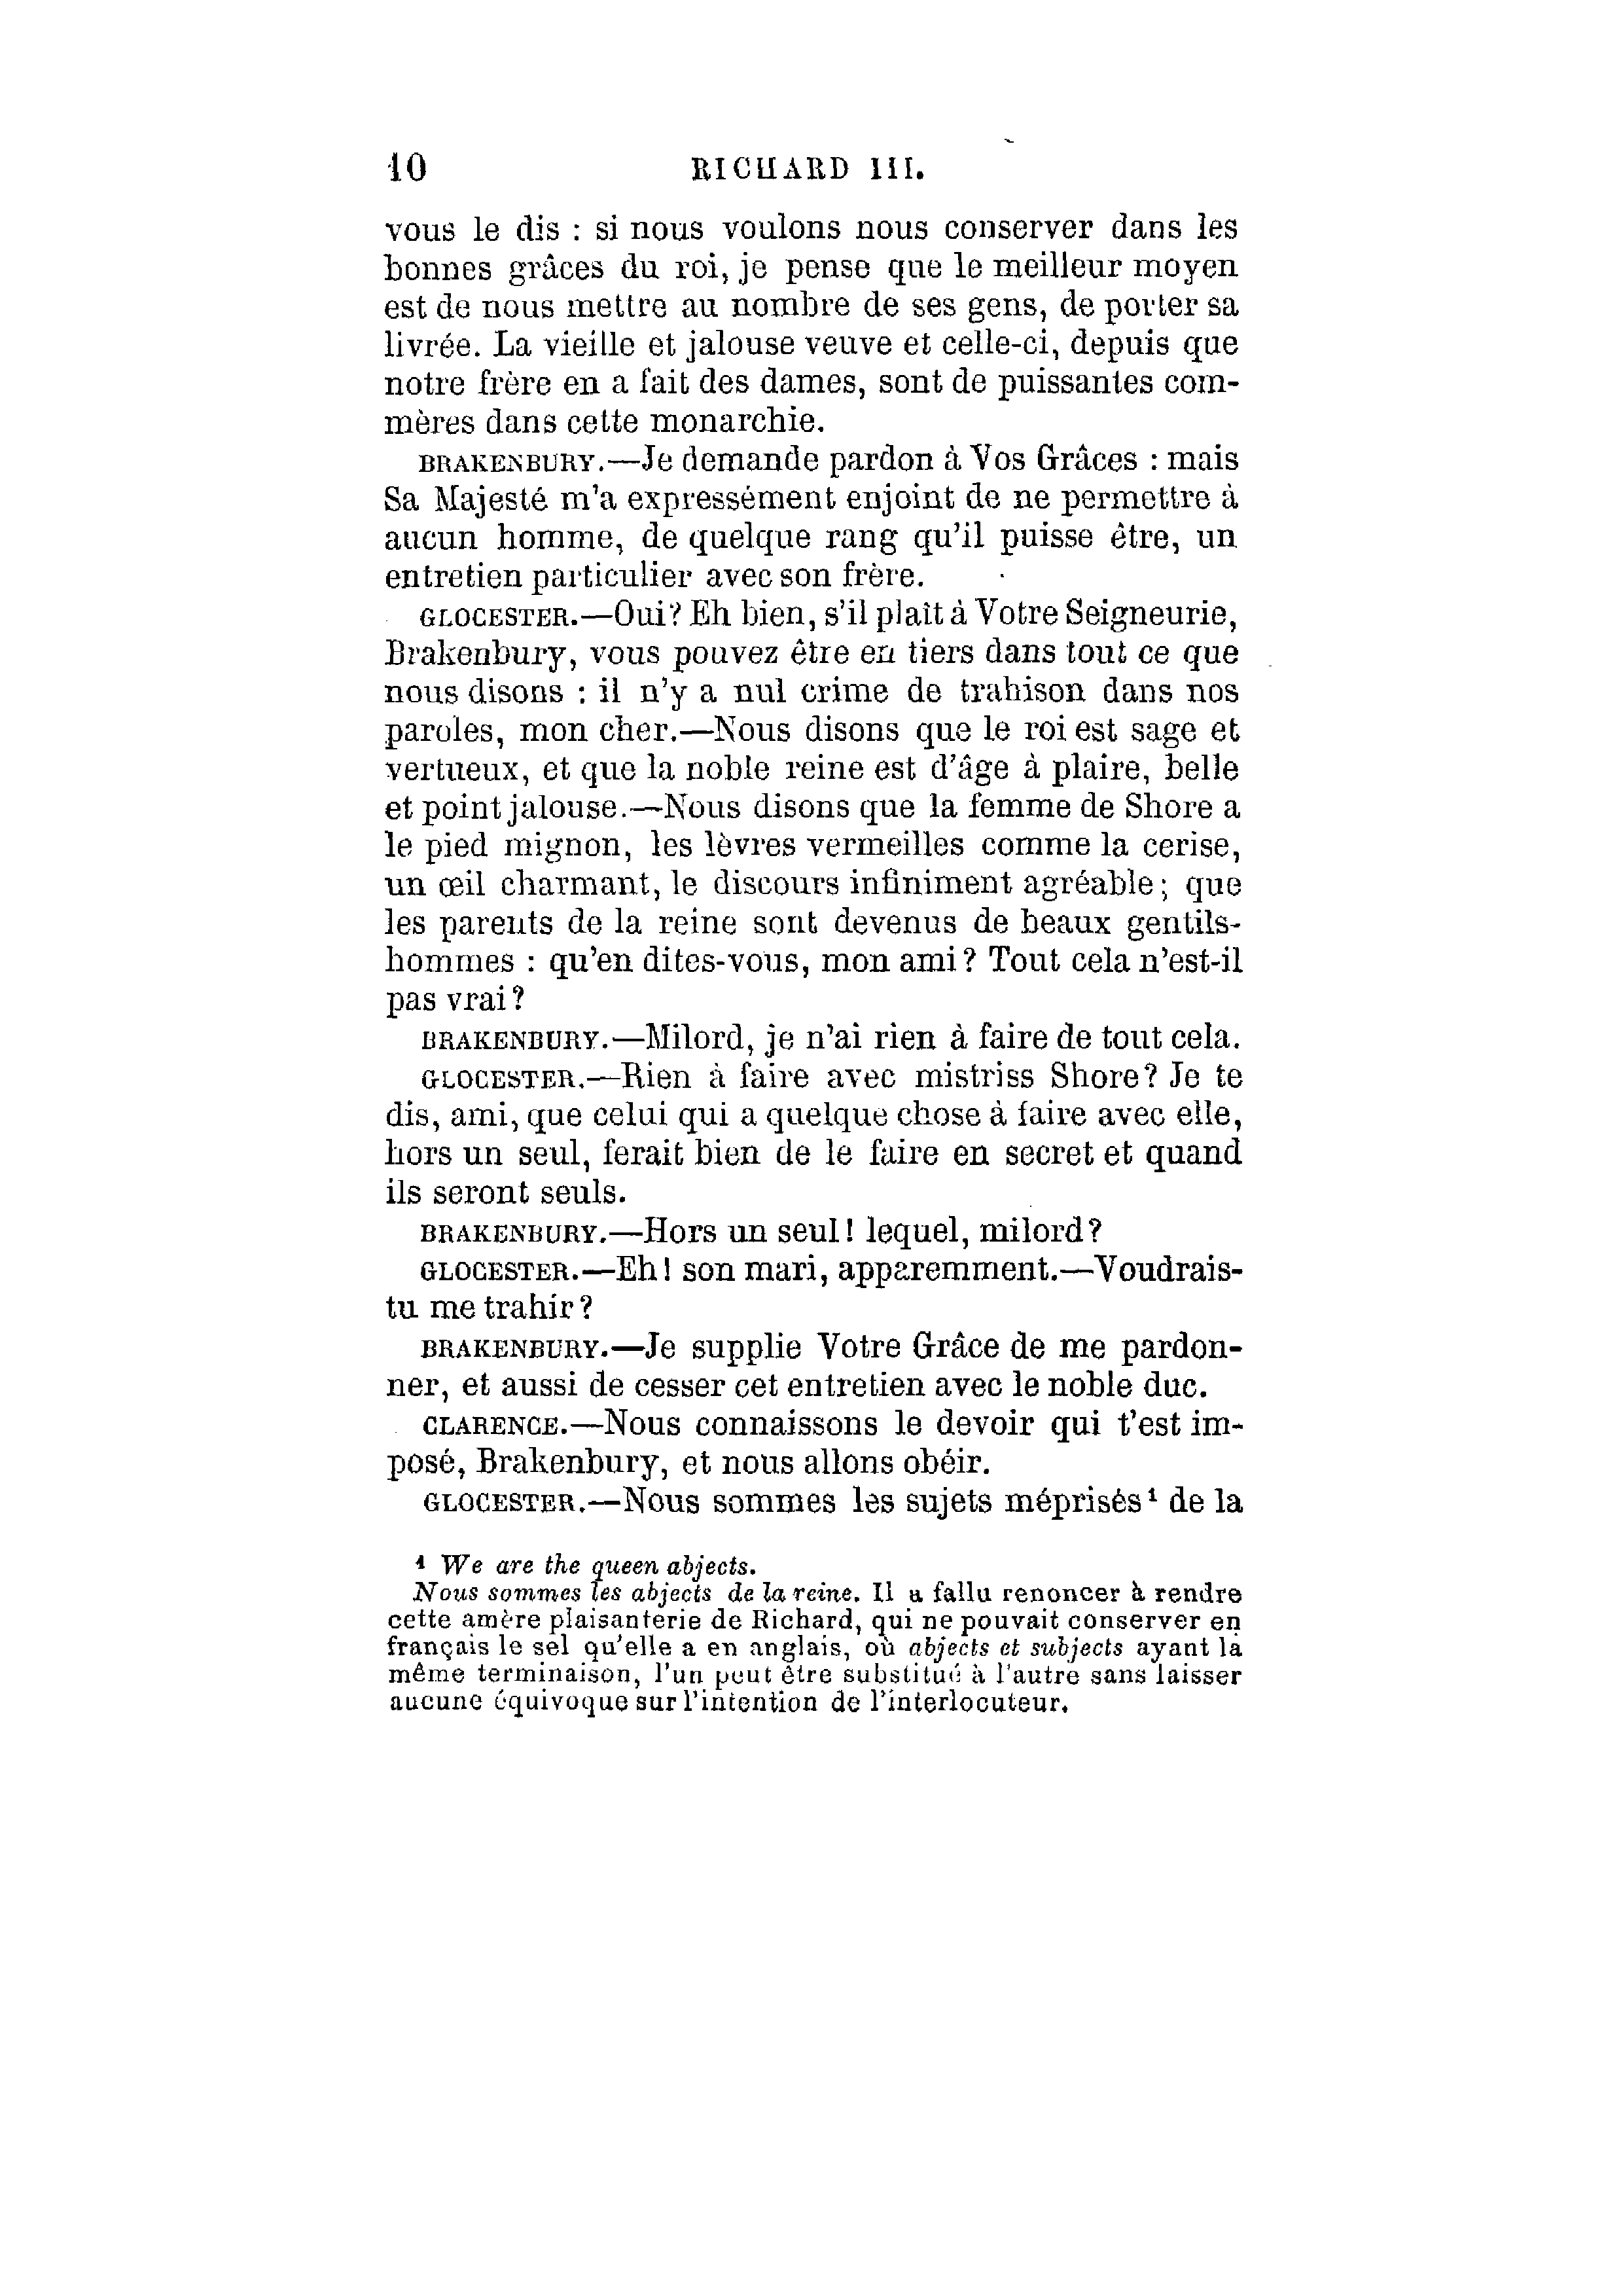 10 RICHARD III.
vous le dis : si nous voulons nous conserver dans les
bonnes grâces du roi, je pense que le meilleur moyen
est de nous mettre au nombre de ses gens, de porter sa
livrée. La vieille et jalouse veuve et celle-ci, depuis que
notre frère en a fait des dames, sont de puissantes com-
mères dans cette monarchie.
BRAKENBURY.—Je demande pardon à Vos Grâces : mais
Sa Majesté m'a expressément enjoint de ne permettre à
aucun homme, de quelque rang qu'il puisse être, un
entretien particulier avec son frère.
GLOCESTER.—Oui? Eh bien, s'il plaît à Votre Seigneurie,
Brakenbury, vous pouvez être en tiers dans tout ce que
nous disons : il n'y a nul crime de trahison dans nos
paroles, mon cher.—Nous disons que le roi est sage et
vertueux, et que la noble reine est d'âge à plaire, belle
et point jalouse.—Nous disons que la femme de Shore a
le pied mignon, les lèvres vermeilles comme la cerise,
un œil charmant, le discours infiniment agréable; que
les parents de la reine sont devenus de beaux gentils-
hommes : qu'en dites-vous, mon ami? Tout cela n'est-il
pas vrai?
BRAKENBURY.—Milord, je n'ai rien à faire de tout cela.
GLOCESTER.—Rien à faire avec mistriss Shore? Je te
dis, ami, que celui qui a quelque chose à faire avec elle,
hors un seul, ferait bien de le faire en secret et quand
ils seront seuls.
BRAKENBURY.—Hors un seul! lequel, milord?
GLOCESTER.—Eh! son mari, apparemment.—Voudrais-
tu me trahir?
BRAKENBURY.—Je supplie Votre Grâce de me pardon-
ner, et aussi de cesser cet entretien avec le noble duc.
CLARENCE.—Nous connaissons le devoir qui t'est im-
posé, Brakenbury, et nous allons obéir.
GLOCESTER.—Nous sommes les sujets méprisés¹ de la
¹ We are the queen abjects.
Nous sommes les abjects de la reine. Il a fallu renoncer à rendre
cette amère plaisanterie de Richard, qui ne pouvait conserver en
français le sel qu'elle a en anglais, où abjects et subjects ayant la
même terminaison, l'un peut être substitué à l'autre sans laisser
aucune équivoque sur l'intention de l'interlocuteur.